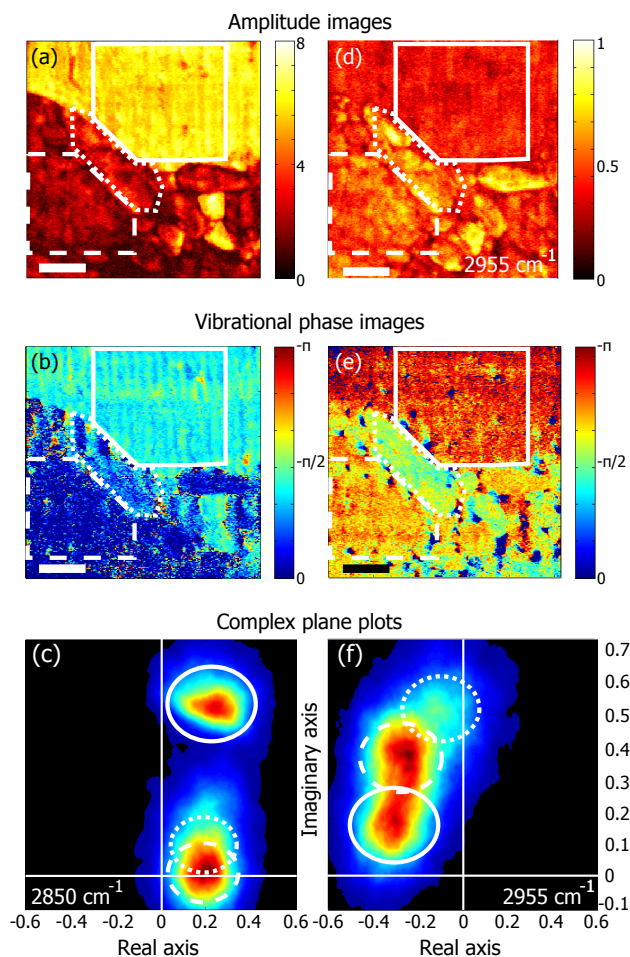 Amplitude images
(a)
8
4
0
(d)
1
0.5
0
2955 cm⁻¹
Vibrational phase images
(b)
-π
-π/2
0
(e)
-π
-π/2
0
Complex plane plots
(c)
2850 cm⁻¹
-0.6 -0.4 -0.2 0 0.2 0.4 0.6
Real axis
(f)
Imaginary axis
0.7
0.6
0.5
0.4
0.3
0.2
0.1
0
-0.1
2955 cm⁻¹
-0.6 -0.4 -0.2 0 0.2 0.4 0.6
Real axis